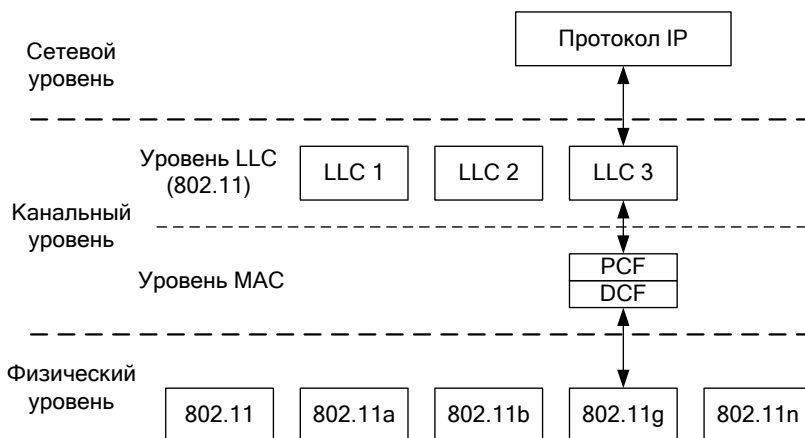 Сетевой
уровень
Протокол IP
Уровень LLC
(802.11)
LLC 1
LLC 2
LLC 3
Канальный
уровень
Уровень MAC
PCF
DCF
Физический
уровень
802.11
802.11a
802.11b
802.11g
802.11n